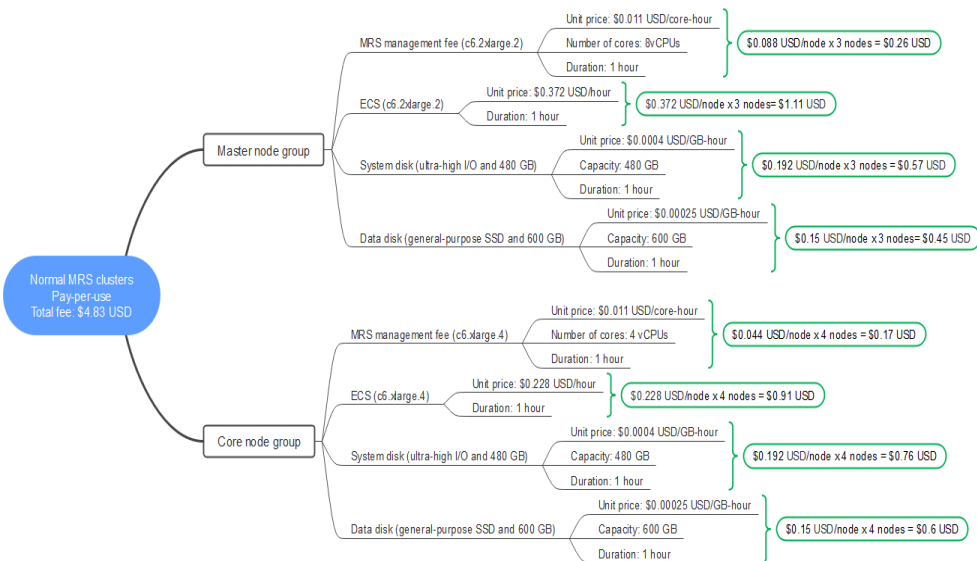 Normal MRS clusters
Pay-per-use
Total fee: $4.83 USD
Master node group
MRS management fee (c6.2xlarge.2)
Unit price: $0.011 USD/core-hour
Number of cores: 8vCPUs
Duration: 1 hour
$0.088 USD/node x 3 nodes = $0.26 USD
ECS (c6.2xlarge.2)
Unit price: $0.372 USD/hour
Duration: 1 hour
$0.372 USD/node x 3 nodes= $1.11 USD
System disk (ultra-high I/O and 480 GB)
Unit price: $0.0004 USD/GB-hour
Capacity: 480 GB
Duration: 1 hour
$0.192 USD/node x 3 nodes = $0.57 USD
Data disk (general-purpose SSD and 600 GB)
Unit price: $0.00025 USD/GB-hour
Capacity: 600 GB
Duration: 1 hour
$0.15 USD/node x 3 nodes= $0.45 USD
Core node group
MRS management fee (c6.xlarge.4)
Unit price: $0.011 USD/core-hour
Number of cores: 4 vCPUs
Duration: 1 hour
$0.044 USD/node x 4 nodes = $0.17 USD
ECS (c6.xlarge.4)
Unit price: $0.228 USD/hour
Duration: 1 hour
$0.228 USD/node x 4 nodes = $0.91 USD
System disk (ultra-high I/O and 480 GB)
Unit price: $0.0004 USD/GB-hour
Capacity: 480 GB
Duration: 1 hour
$0.192 USD/node x 4 nodes = $0.76 USD
Data disk (general-purpose SSD and 600 GB)
Unit price: $0.00025 USD/GB-hour
Capacity: 600 GB
Duration: 1 hour
$0.15 USD/node x 4 nodes = $0.6 USD